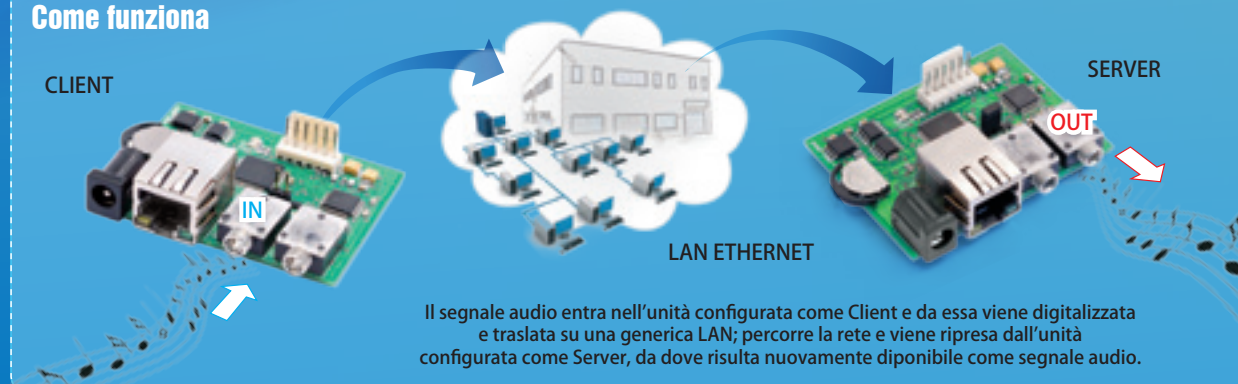 Come funziona
CLIENT
IN
SERVER
OUT
LAN ETHERNET
Il segnale audio entra nell'unità configurata come Client e da essa viene digitalizzata
e traslata su una generica LAN; percorre la rete e viene ripresa dall'unità
configurata come Server, da dove risulta nuovamente diponibile come segnale audio.